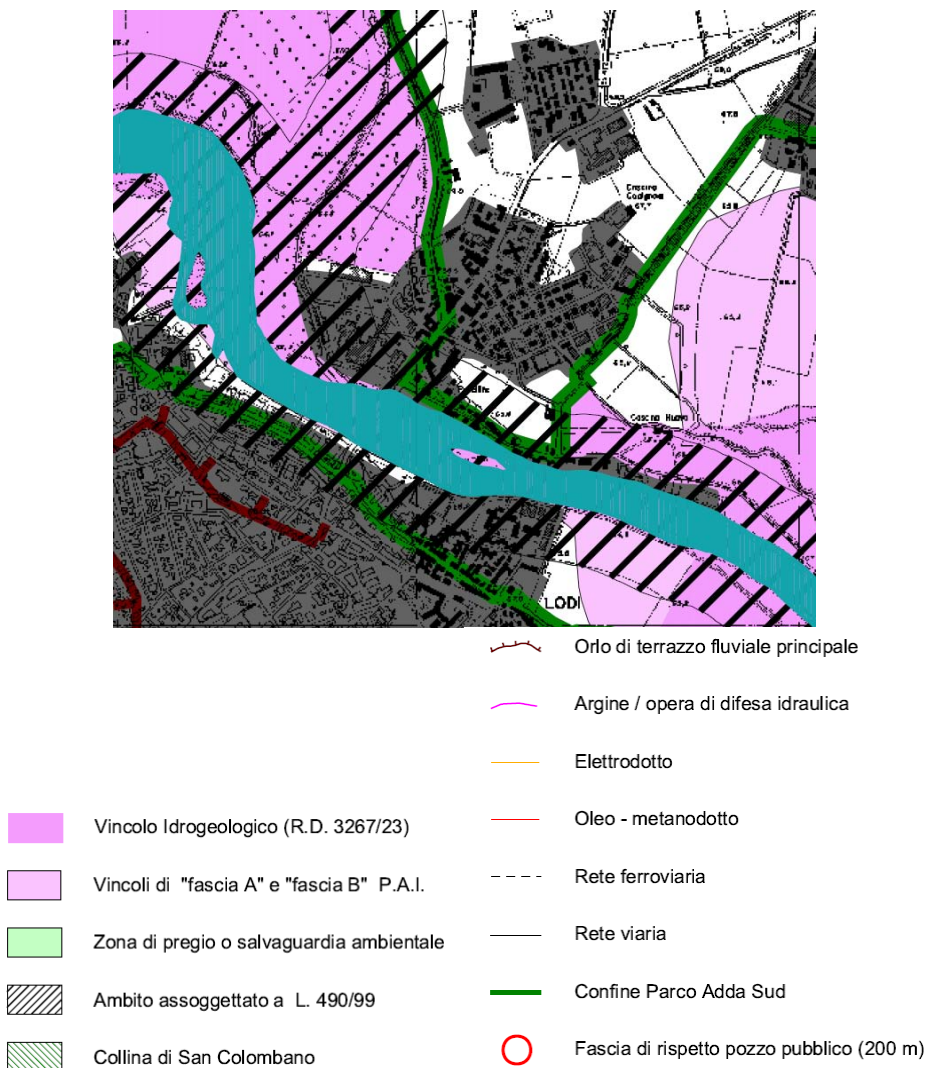 LODI
Orlo di terrazzo fluviale principale
Argine / opera di difesa idraulica
Elettrodotto
Oleo - metanodotto
Rete ferroviaria
Rete viaria
Confine Parco Adda Sud
Fascia di rispetto pozzo pubblico (200 m)
Vincolo Idrogeologico (R.D. 3267/23)
Vincoli di "fascia A" e "fascia B" P.A.I.
Zona di pregio o salvaguardia ambientale
Ambito assoggettato a L. 490/99
Collina di San Colombano